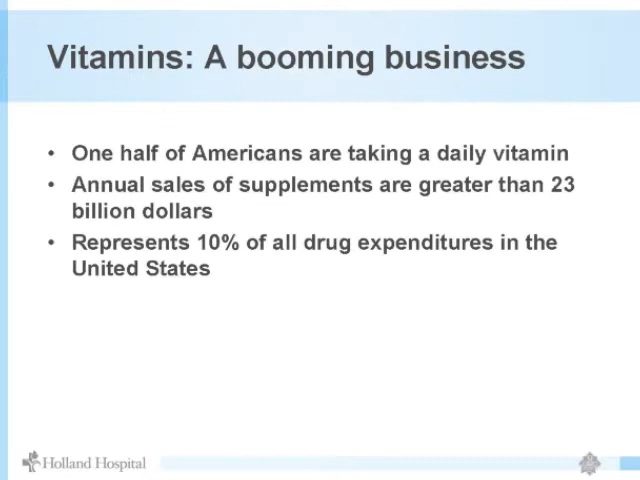 Vitamins: A booming business
• One half of Americans are taking a daily vitamin
• Annual sales of supplements are greater than 23
billion dollars
• Represents 10% of all drug expenditures in the
United States
Holland Hospital